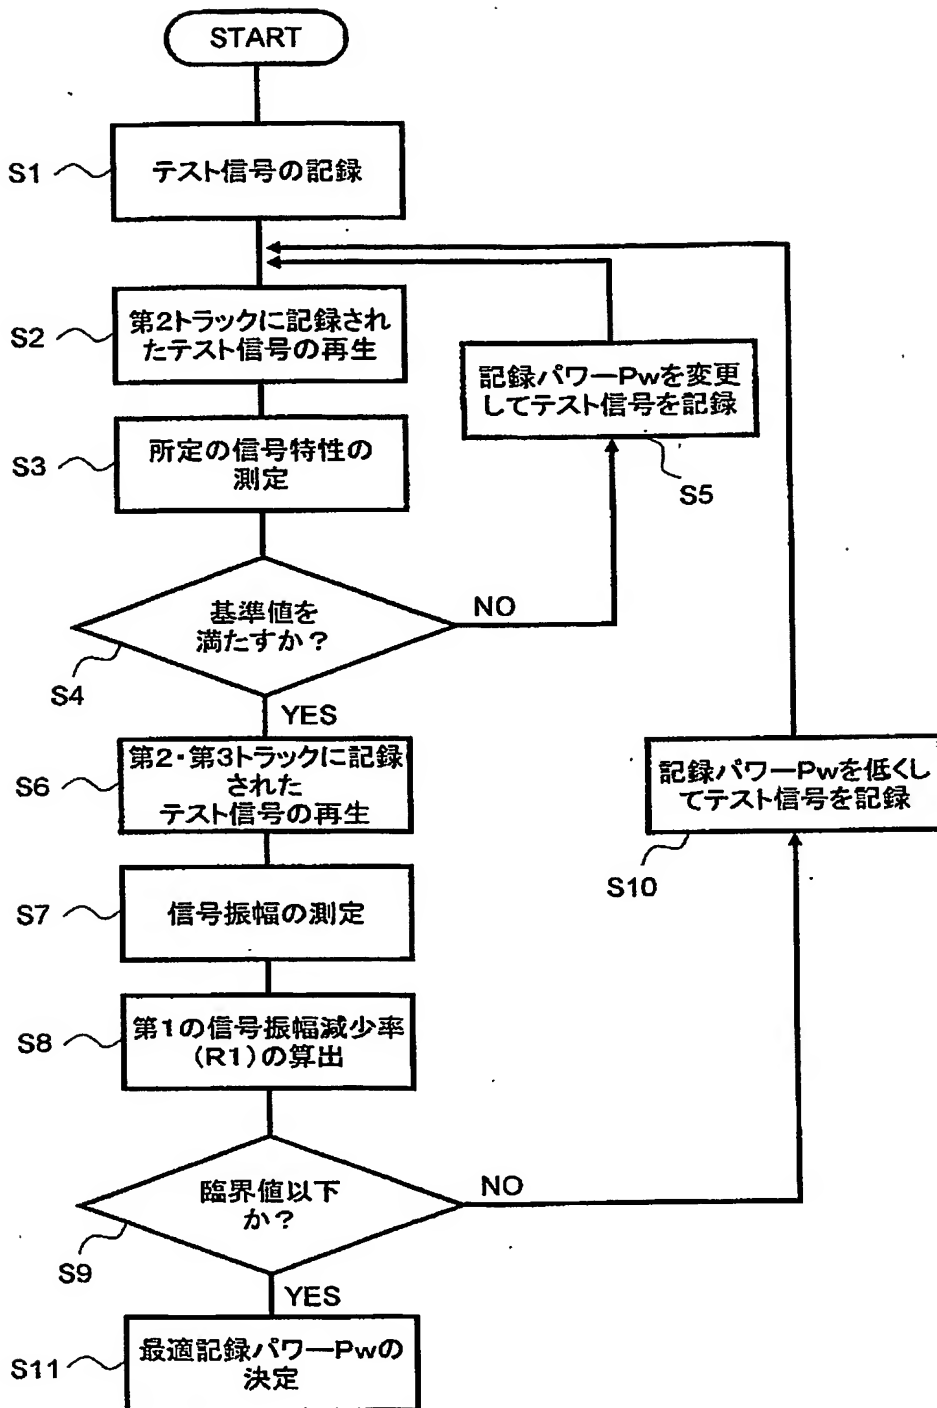 START
S1
テスト信号の記録
S2
第2トラックに記録され
たテスト信号の再生
記録パワーPwを変更
してテスト信号を記録
S5
S3
所定の信号特性の
測定
基準値を
満たすか？
NO
S4
YES
S6
第2・第3トラックに記録
された
テスト信号の再生
記録パワーPwを低くし
てテスト信号を記録
S10
S7
信号振幅の測定
S8
第1の信号振幅減少率
(R1)の算出
臨界値以下
か？
NO
S9
YES
S11
最適記録パワーPwの
決定